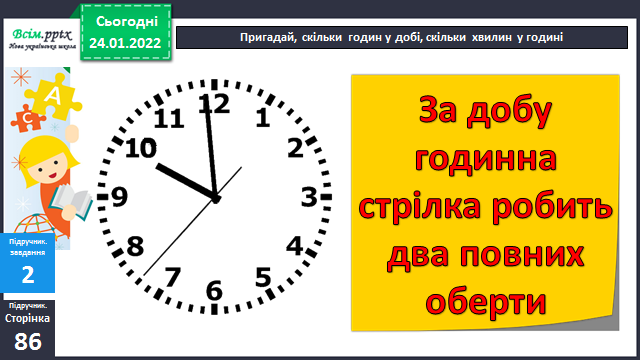 Всім.pptx
Нова українська школа
Сьогодні
24.01.2022
Пригадай, скільки годин у добі, скільки хвилин у годині
А
С
12
1
2
3
4
5
6
7
8
9
10
11
За добу
годинна
стрілка робить
два повних
оберти
Підручник.
завдання
2
Підручник.
Сторінка
86